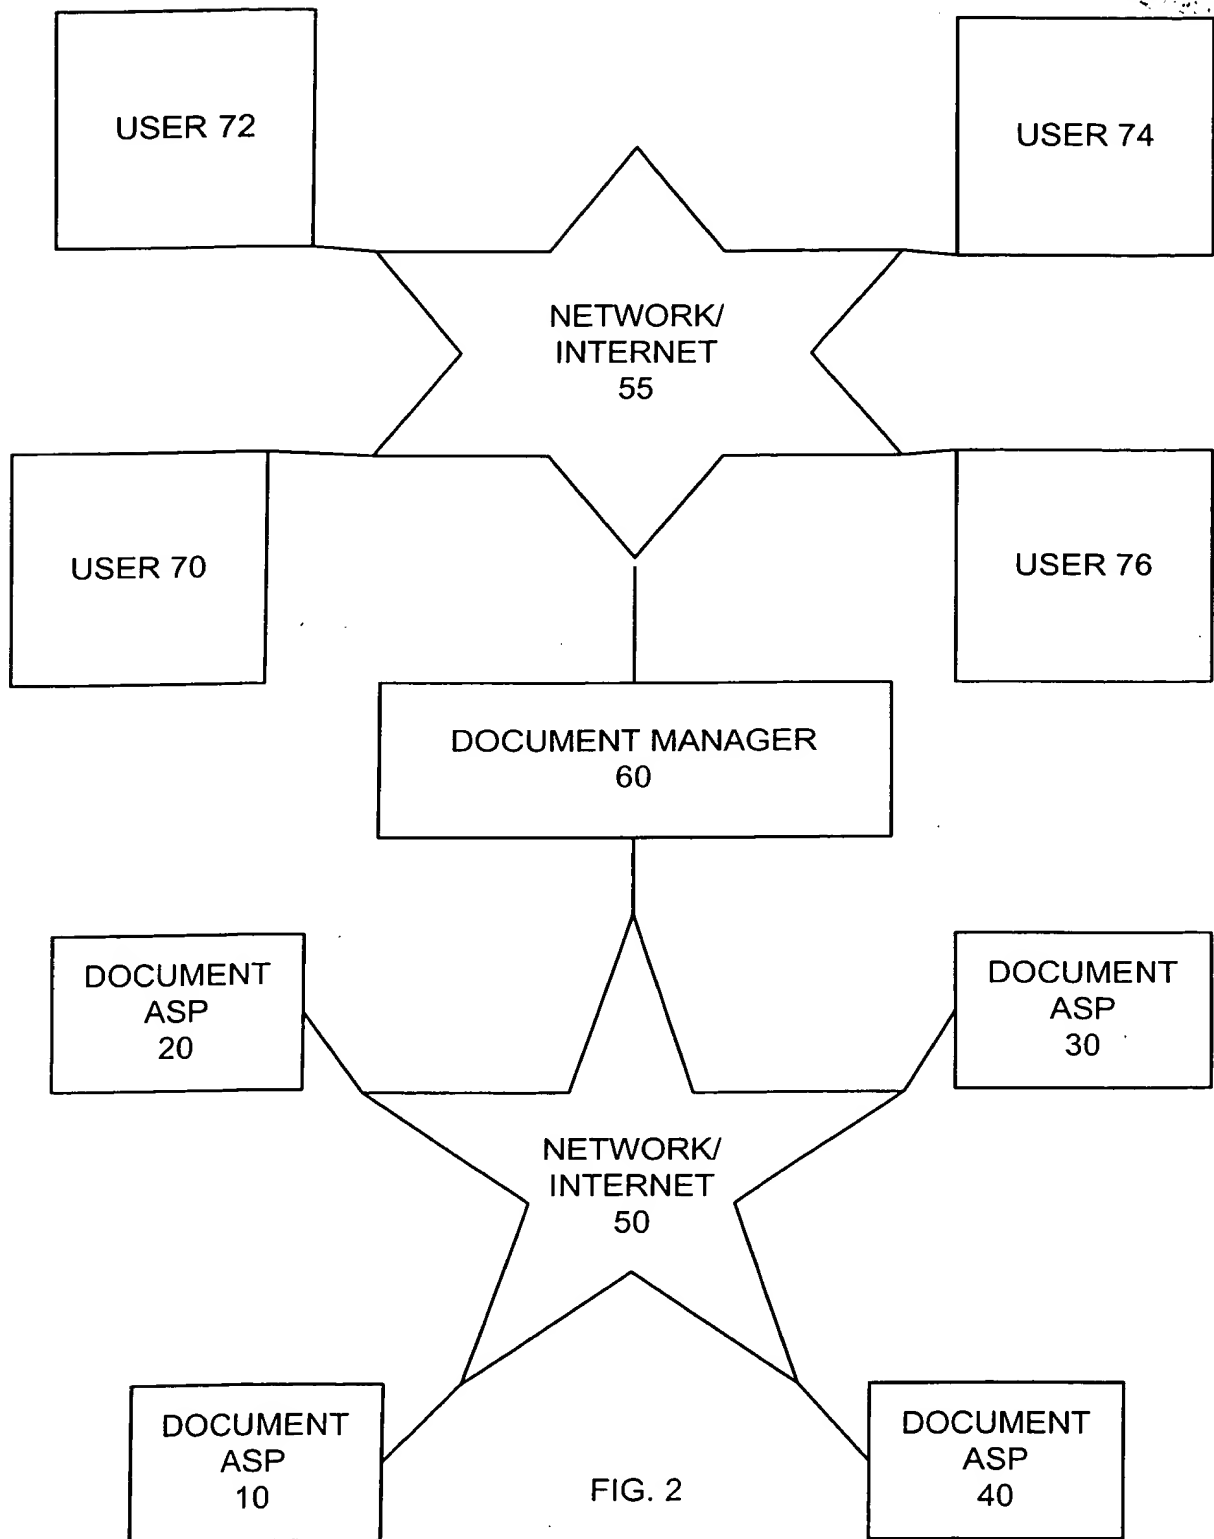 USER 72
USER 74
NETWORK/
INTERNET
55
USER 70
USER 76
DOCUMENT MANAGER
60
DOCUMENT
ASP
20
DOCUMENT
ASP
30
NETWORK/
INTERNET
50
DOCUMENT
ASP
10
DOCUMENT
ASP
40
FIG. 2